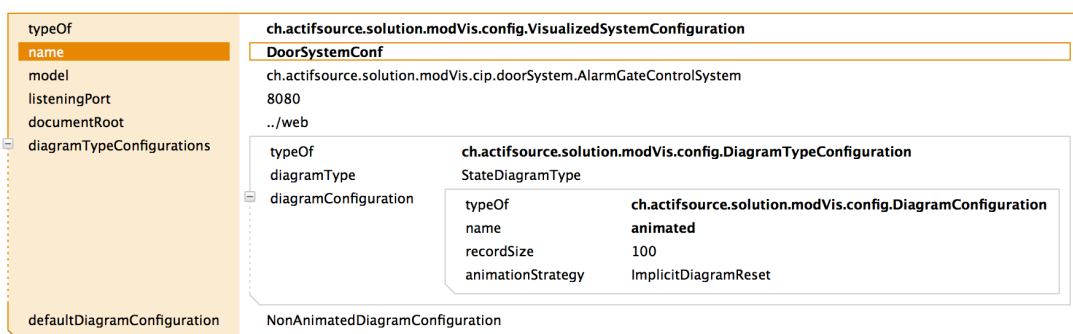 typeOf ch.actifsource.solution.modVis.config.VisualizedSystemConfiguration
name DoorSystemConf
model ch.actifsource.solution.modVis.cip.doorSystem.AlarmGateControlSystem
listeningPort 8080
documentRoot ../web
diagramTypeConfigurations typeOf ch.actifsource.solution.modVis.config.DiagramTypeConfiguration
diagramType StateDiagramType
diagramConfiguration typeOf ch.actifsource.solution.modVis.config.DiagramConfiguration
name animated
recordSize 100
animationStrategy ImplicitDiagramReset
defaultDiagramConfiguration NonAnimatedDiagramConfiguration